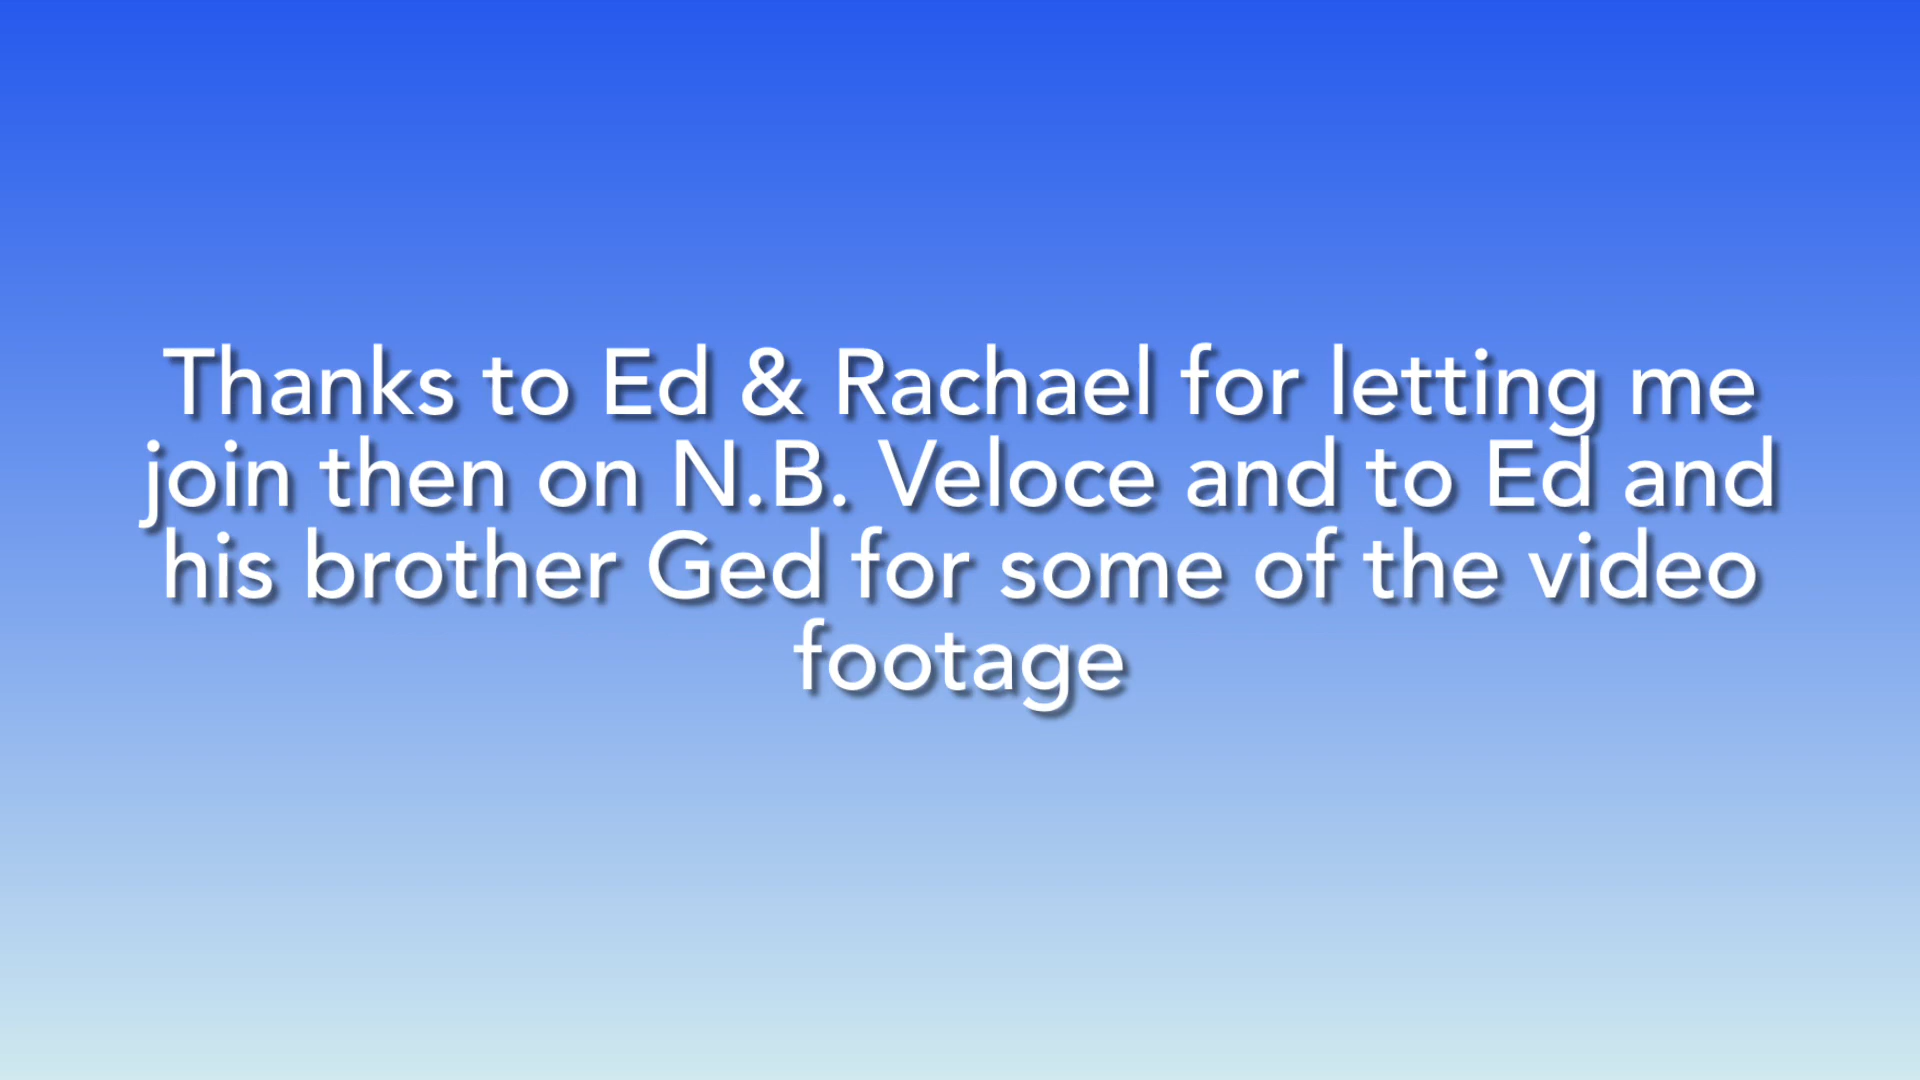 Thanks to Ed & Rachael for letting me
join then on N.B. Veloce and to Ed and
his brother Ged for some of the video
footage